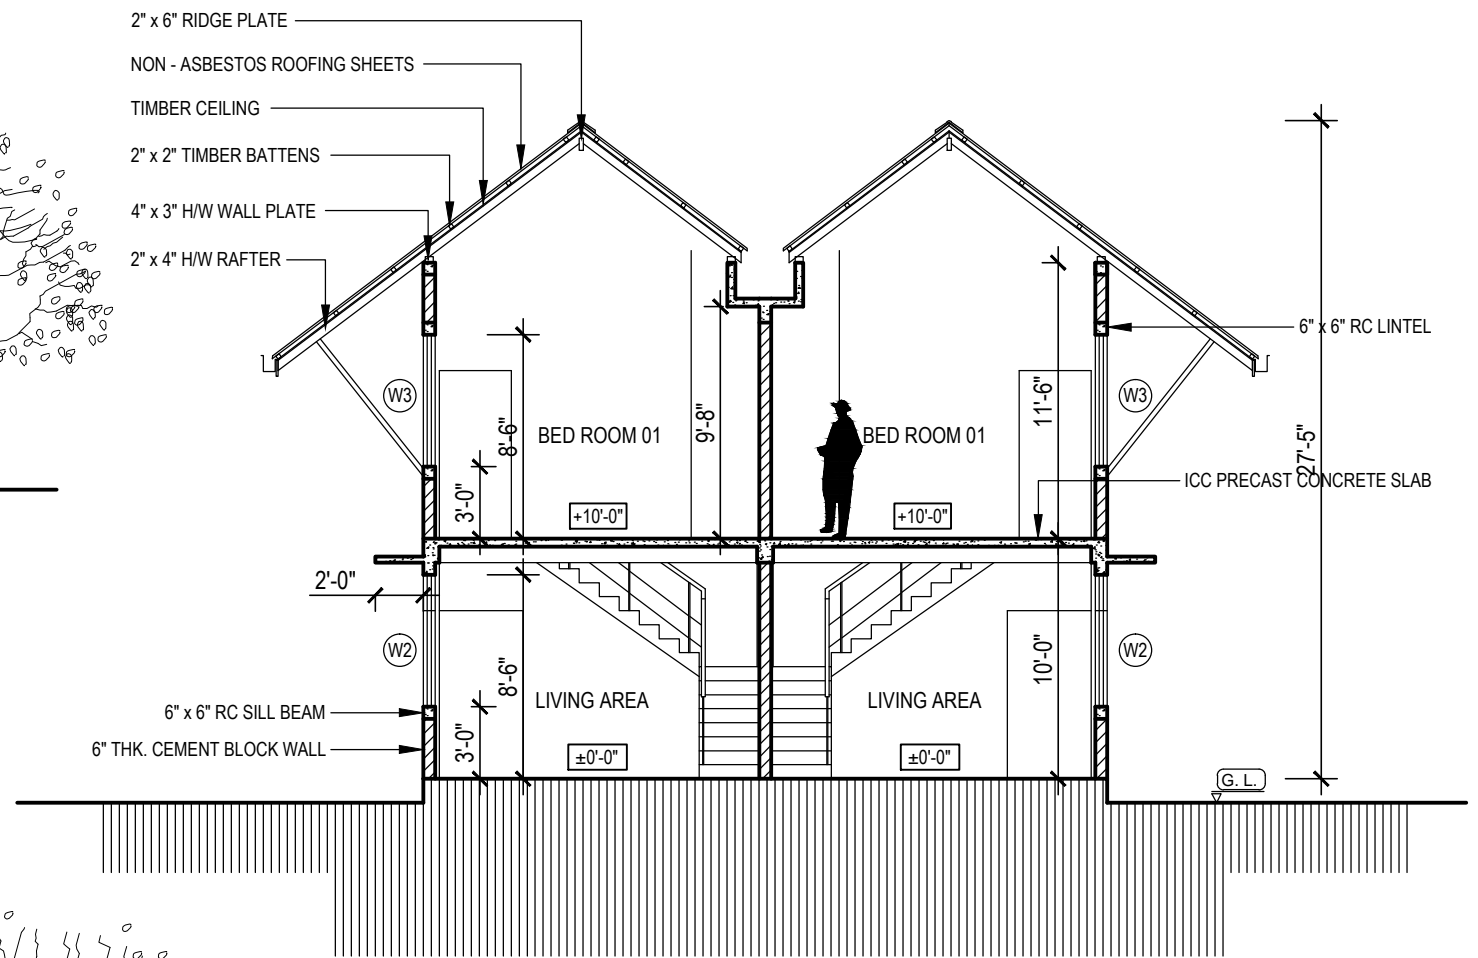 2" x 6" RIDGE PLATE
NON - ASBESTOS ROOFING SHEETS
TIMBER CEILING
2" x 2" TIMBER BATTENS
4" x 3" H/W WALL PLATE
2" x 4" H/W RAFTER
6" x 6" RC LINTEL
W3
8'-6"
BED ROOM 01
9'-8"
BED ROOM 01
11'-6"
W3
27'-5"
3'-0"
+10'-0"
+10'-0"
ICC PRECAST CONCRETE SLAB
2'-0"
W2
8'-6"
10'-0"
W2
LIVING AREA
LIVING AREA
6" x 6" RC SILL BEAM
3'-0"
6" THK. CEMENT BLOCK WALL
±0'-0"
±0'-0"
G. L.